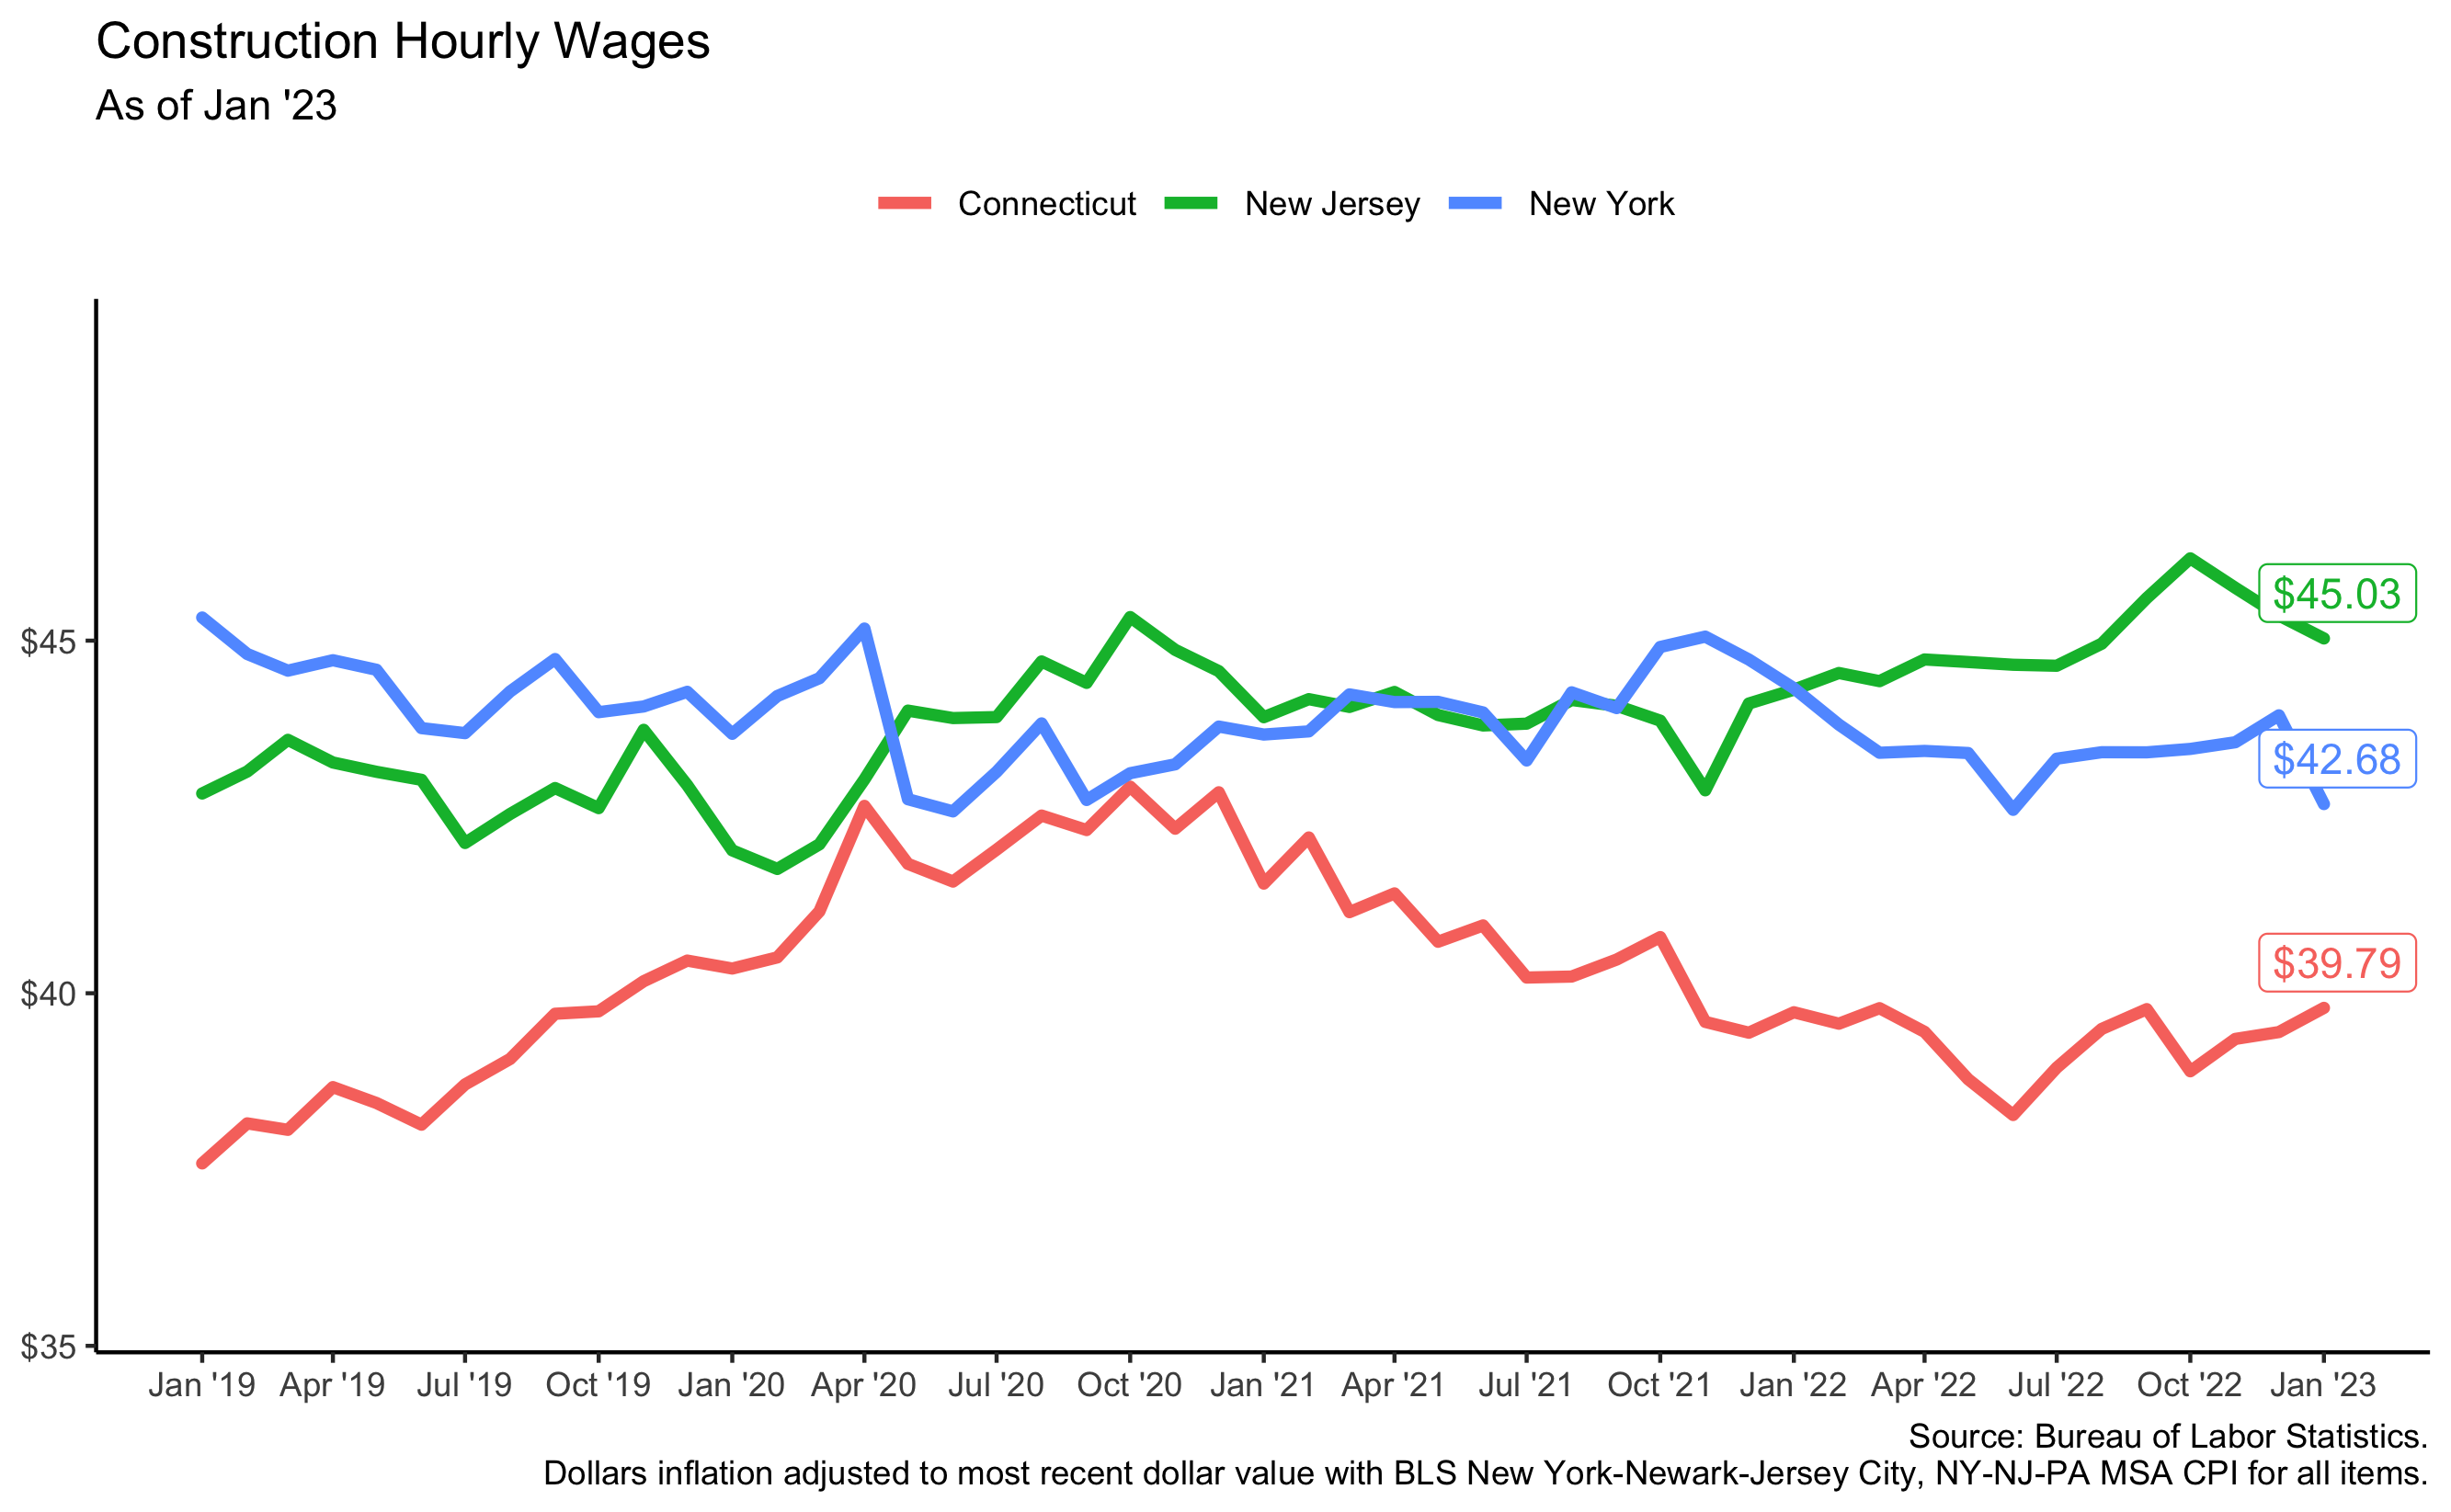 Construction Hourly Wages
As of Jan '23
Connecticut New Jersey New York
$45
$40
$35
$45.03
$42.68
$39.79
Jan '19 Apr '19 Jul '19 Oct '19 Jan '20 Apr '20 Jul '20 Oct '20 Jan '21 Apr '21 Jul '21 Oct '21 Jan '22 Apr '22 Jul '22 Oct '22 Jan '23
Source: Bureau of Labor Statistics.
Dollars inflation adjusted to most recent dollar value with BLS New York-Newark-Jersey City, NY-NJ-PA MSA CPI for all items.